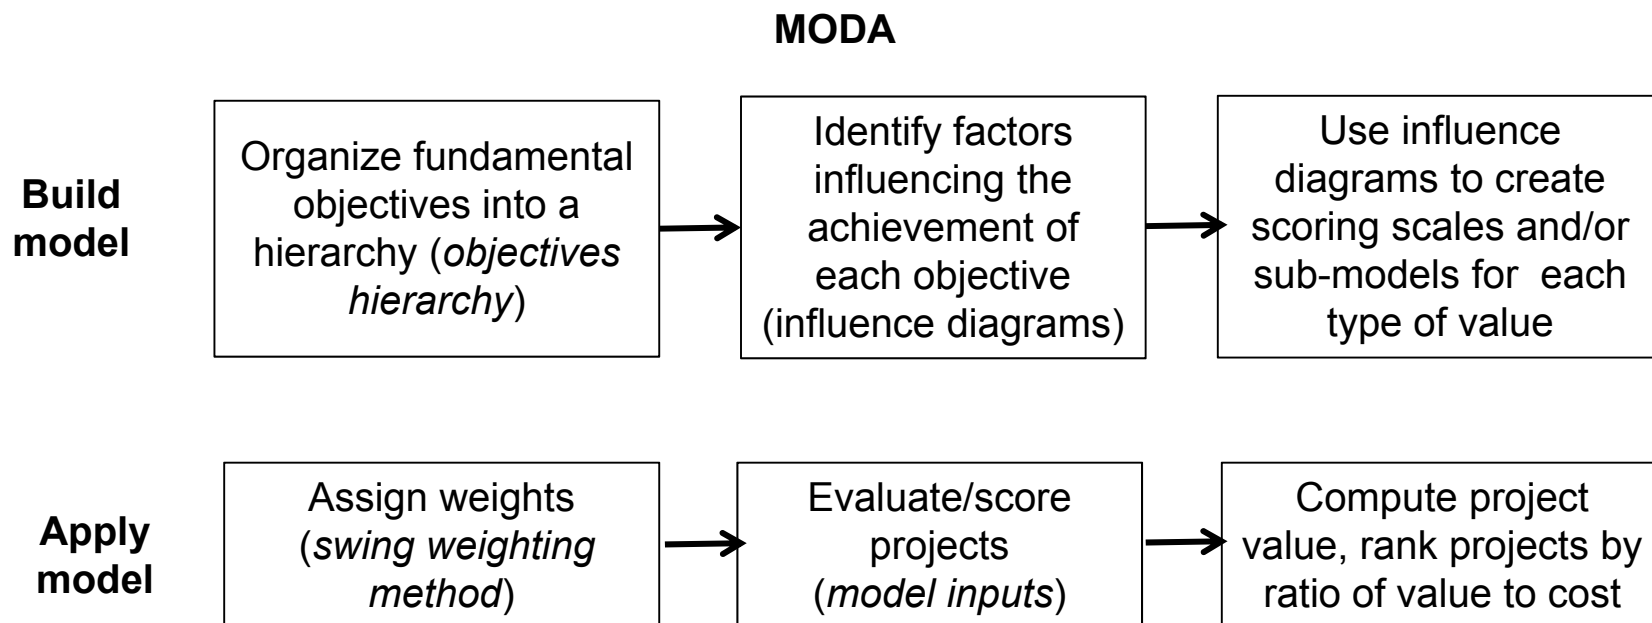 MODA
Build
model
Organize fundamental
objectives into a
hierarchy (objectives
hierarchy)
Identify factors
influencing the
achievement of
each objective
(influence diagrams)
Use influence
diagrams to create
scoring scales and/or
sub-models for  each
type of value
Apply
model
Assign weights
(swing weighting
method)
Evaluate/score
projects
(model inputs)
Compute project
value, rank projects by
ratio of value to cost